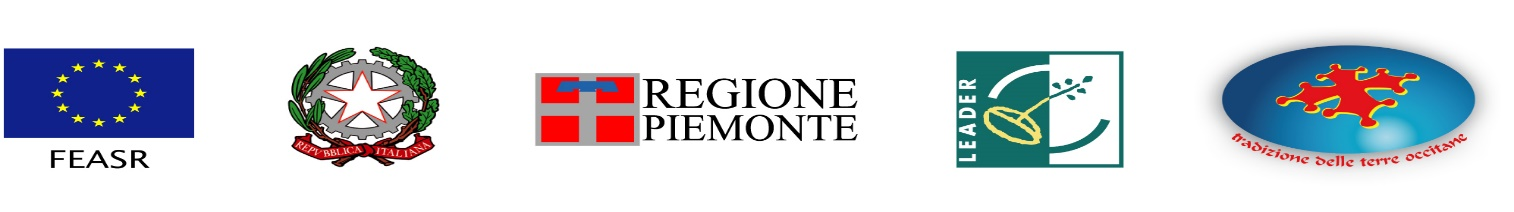 FEASR
REPVBBLICA ITALIANA
REGIONE
PIEMONTE
LEADER
tradizione delle terre occitane